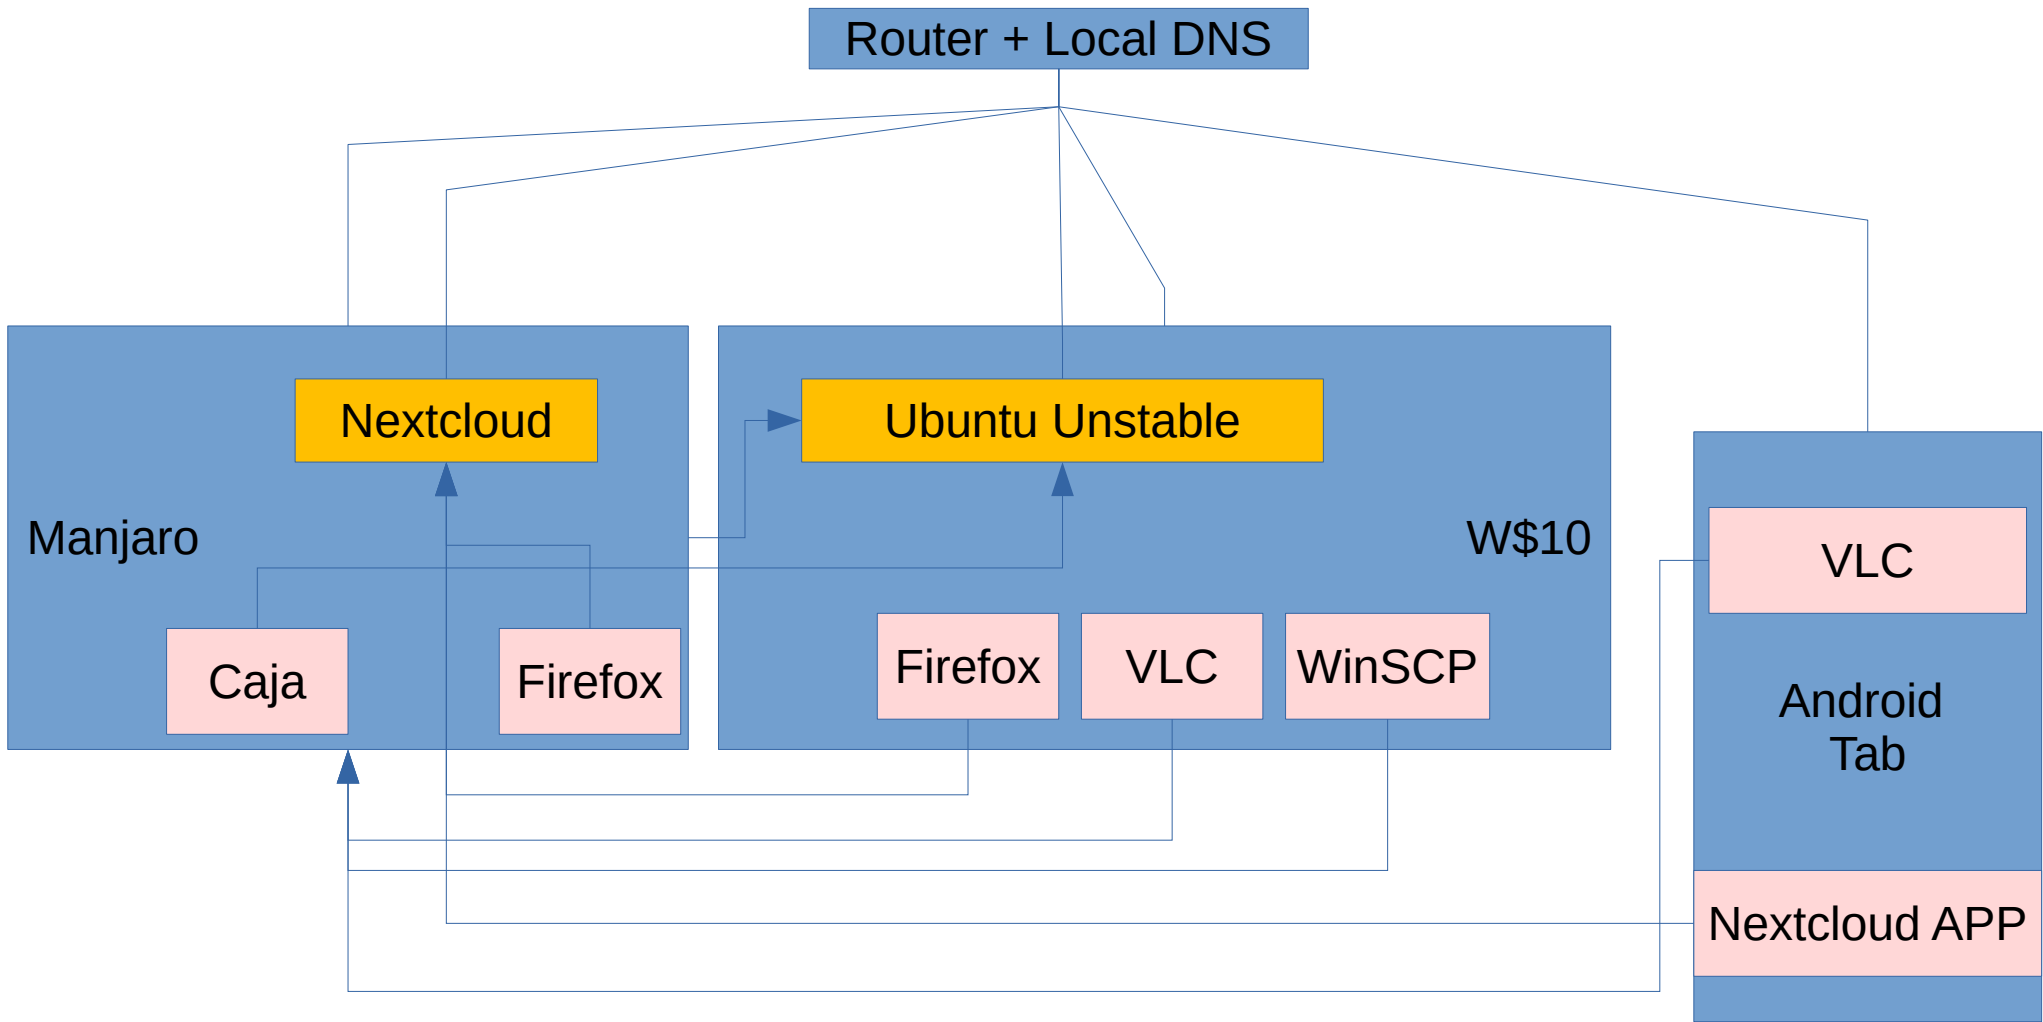 Router + Local DNS
Nextcloud
Ubuntu Unstable
Manjaro
W$10
VLC
Caja
Firefox
Firefox
VLC
WinSCP
Android
Tab
Nextcloud APP